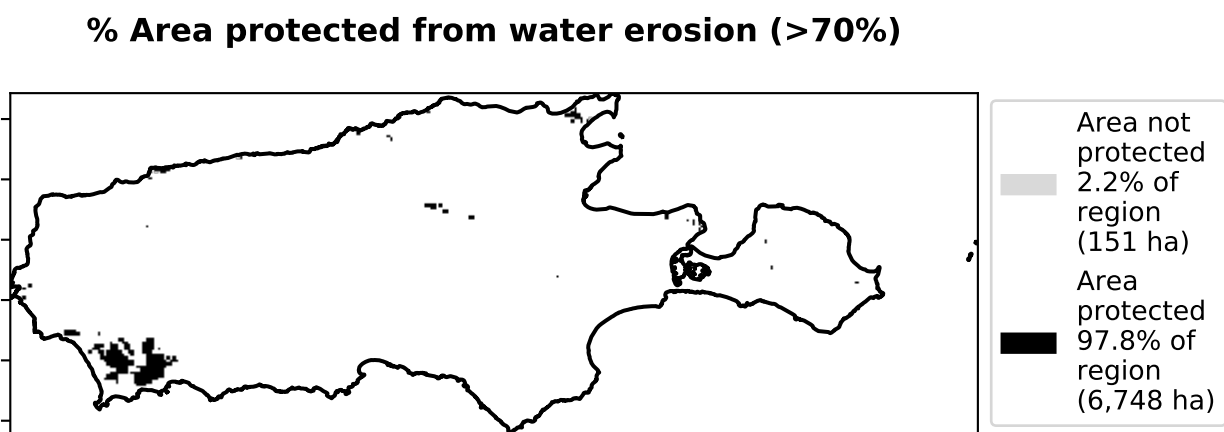 % Area protected from water erosion (>70%)
Area not
protected
2.2% of
region
(151 ha)
Area
protected
97.8% of
region
(6,748 ha)